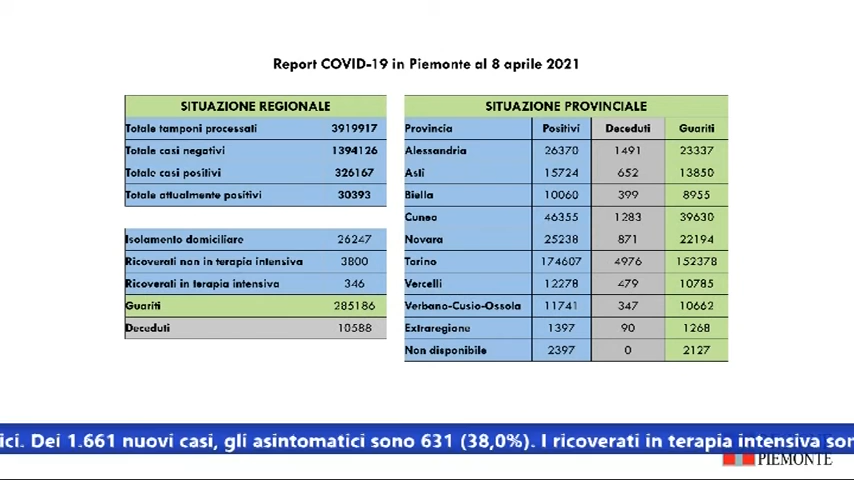 Report COVID-19 in Piemonte al 8 aprile 2021
SITUAZIONE REGIONALE
Totale tamponi processati 3919917
Totale casi negativi 1394126
Totale casi positivi 326167
Totale attualmente positivi 30393
Isolamento domiciliare 26247
Ricoverati non in terapia intensiva 3800
Ricoverati in terapia intensiva 346
Guariti 285186
Deceduti 10588
SITUAZIONE PROVINCIALE
Provincia Positivi Deceduti Guariti
Alessandria 26370 1491 23337
Asti 15724 652 13850
Biella 10060 399 8955
Cuneo 46355 1283 39630
Novara 25238 871 22194
Torino 174607 4976 152378
Vercelli 12278 479 10785
Verbano-Cusio-Ossola 11741 347 10662
Extraregione 1397 90 1268
Non disponibile 2397 0 2127
ici. Dei 1.661 nuovi casi, gli asintomatici sono 631 (38,0%). I ricoverati in terapia intensiva son
PIEMONTE